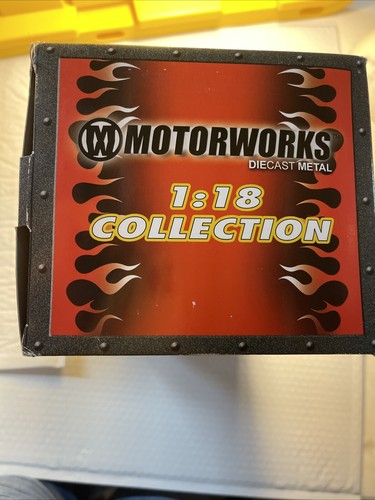 MOTORWORKS
DIECAST METAL
1:18
COLLECTION